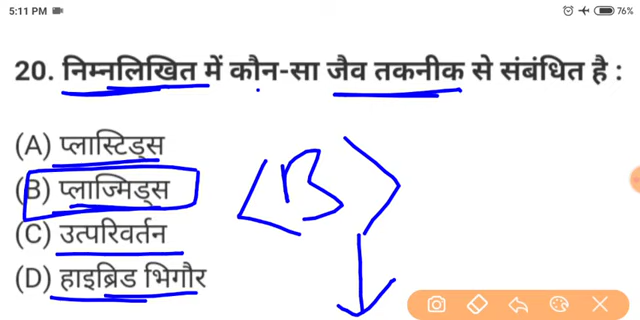 5:11 PM 76%
20. निम्नलिखित में कौन-सा जैव तकनीक से संबंधित है :
(A) प्लास्टिड्स
(B) प्लाज्मिड्स
(C) उत्परिवर्तन
(D) हाइब्रिड भिगौर
B